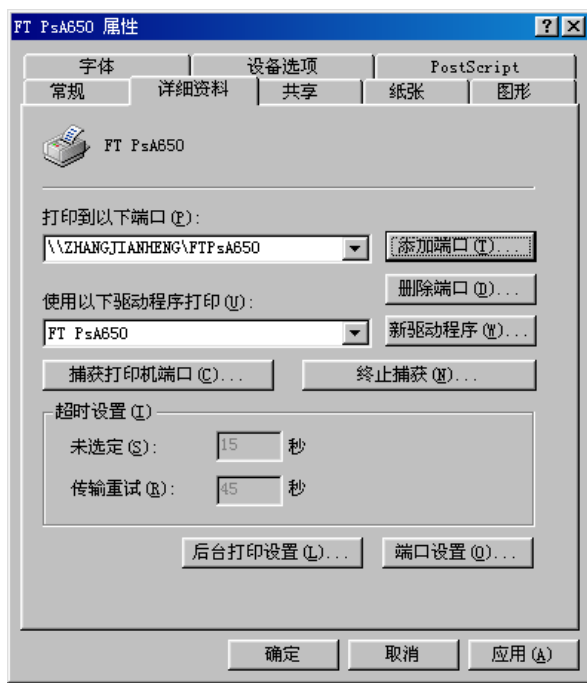 FT PsA650 属性
字体 设备选项 PostScript
常规 详细资料 共享 纸张 图形
FT PsA650
打印到以下端口(P):
\\ZHANGJIANHENG\FTPsA650 添加端口(T)...
删除端口(D)...
使用以下驱动程序打印(U):
FT PsA650 新驱动程序(W)...
捕获打印机端口(C)... 终止捕获(N)...
超时设置(I)
未选定(S): 15 秒
传输重试(R): 45 秒
后台打印设置(L)... 端口设置(O)...
确定 取消 应用(A)